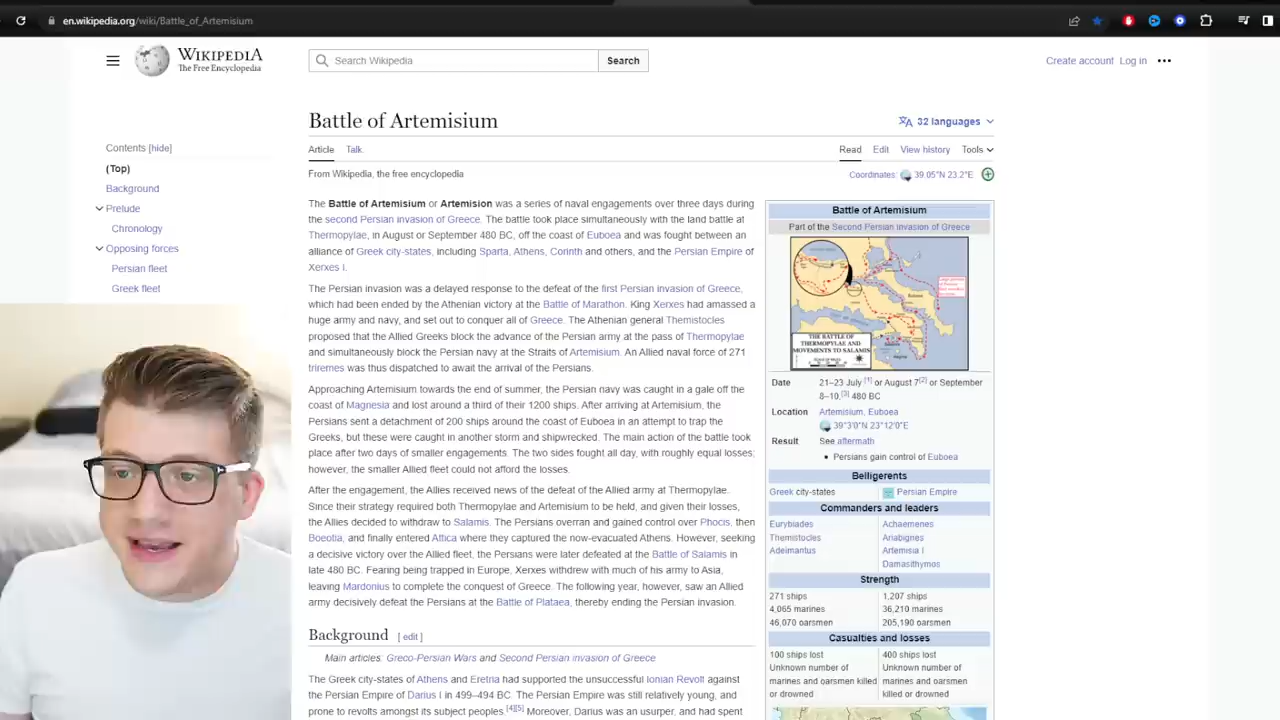 en.wikipedia.org/wiki/Battle_of_Artemisium
WIKIPEDIA
The Free Encyclopedia
Search Wikipedia
Search
Create account Log in
Battle of Artemisium
32 languages
Contents [hide]
(Top)
Background
Prelude
Chronology
Opposing forces
Persian fleet
Greek fleet
Article Talk
Read Edit View history Tools
From Wikipedia, the free encyclopedia
Coordinates: 39.05°N 23.2°E
The Battle of Artemisium or Artemision was a series of naval engagements over three days during
the second Persian invasion of Greece. The battle took place simultaneously with the land battle at
Thermopylae, in August or September 480 BC, off the coast of Euboea and was fought between an
alliance of Greek city-states, including Sparta, Athens, Corinth and others, and the Persian Empire of
Xerxes I.
The Persian invasion was a delayed response to the defeat of the first Persian invasion of Greece,
which had been ended by the Athenian victory at the Battle of Marathon. King Xerxes had amassed a
huge army and navy, and set out to conquer all of Greece. The Athenian general Themistocles
proposed that the Allied Greeks block the advance of the Persian army at the pass of Thermopylae
and simultaneously block the Persian navy at the Straits of Artemisium. An Allied naval force of 271
triremes was thus dispatched to await the arrival of the Persians.
Approaching Artemisium towards the end of summer, the Persian navy was caught in a gale off the
coast of Magnesia and lost around a third of their 1200 ships. After arriving at Artemisium, the
Persians sent a detachment of 200 ships around the coast of Euboea in an attempt to trap the
Greeks, but these were caught in another storm and shipwrecked. The main action of the battle took
place after two days of smaller engagements. The two sides fought all day, with roughly equal losses;
however, the smaller Allied fleet could not afford the losses.
After the engagement, the Allies received news of the defeat of the Allied army at Thermopylae.
Since their strategy required both Thermopylae and Artemisium to be held, and given their losses,
the Allies decided to withdraw to Salamis. The Persians overran and gained control over Phocis, then
Boeotia, and finally entered Attica where they captured the now-evacuated Athens. However, seeking
a decisive victory over the Allied fleet, the Persians were later defeated at the Battle of Salamis in
late 480 BC. Fearing being trapped in Europe, Xerxes withdrew with much of his army to Asia,
leaving Mardonius to complete the conquest of Greece. The following year, however, saw an Allied
army decisively defeat the Persians at the Battle of Plataea, thereby ending the Persian invasion.
Background [ edit ]
Main articles: Greco-Persian Wars and Second Persian invasion of Greece
The Greek city-states of Athens and Eretria had supported the unsuccessful Ionian Revolt against
the Persian Empire of Darius I in 499–494 BC. The Persian Empire was still relatively young, and
prone to revolts amongst its subject peoples.[4][5] Moreover, Darius was an usurper, and had spent
Battle of Artemisium
Part of the Second Persian invasion of Greece
THE BATTLE OF
THERMOPYLAE AND
MOVEMENTS TO SALAMIS
Date 21–23 July[1] or August 7[2] or September
8–10,[3] 480 BC
Location Artemisium, Euboea
39°3′0″N 23°12′0″E
Result See aftermath
• Persians gain control of Euboea
Belligerents
Greek city-states Persian Empire
Commanders and leaders
Eurybiades Achaemenes
Themistocles Ariabignes
Adeimantus Artemisia I
Damasithymos
Strength
271 ships 1,207 ships
4,065 marines 36,210 marines
46,070 oarsmen 205,190 oarsmen
Casualties and losses
100 ships lost 400 ships lost
Unknown number of Unknown number of
marines and oarsmen killed marines and oarsmen
or drowned killed or drowned